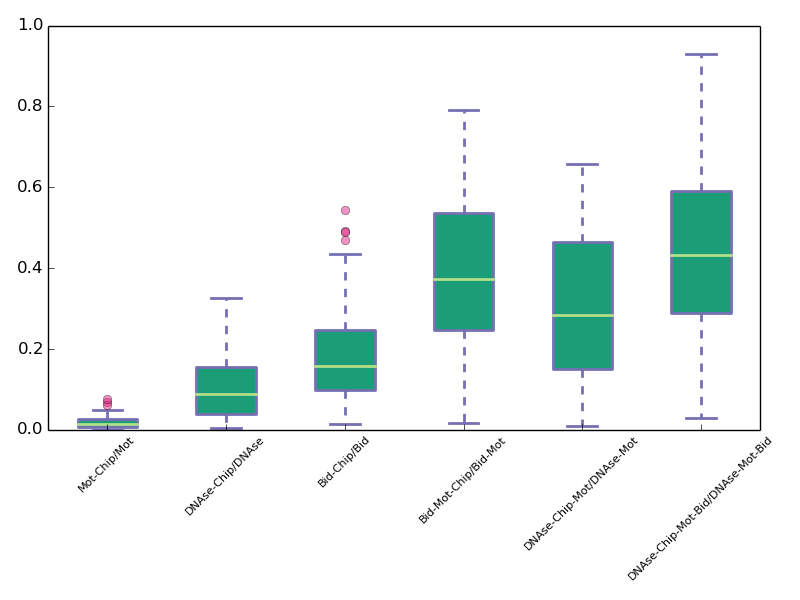 1.0
0.8
0.6
0.4
0.2
0.0
Mot-Chip/Mot
DNAse-Chip/DNAse
Bid-Chip/Bid
Bid-Mot-Chip/Bid-Mot
DNAse-Chip-Mot/DNAse-Mot
DNAse-Chip-Mot-Bid/DNAse-Mot-Bid